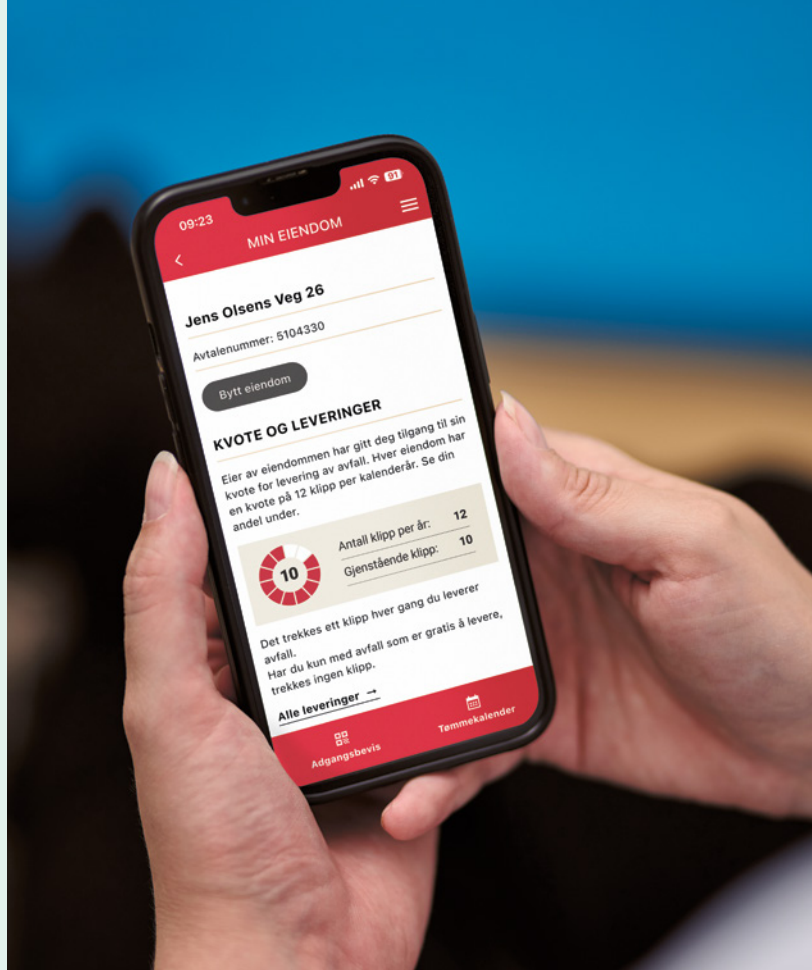 09:23
91
MIN EIENDOM
Jens Olsens Veg 26
Avtalenummer: 5104330
Bytt eiendom
KVOTE OG LEVERINGER
Eier av eiendommen har gitt deg tilgang til sin
kvote for levering av avfall. Hver eiendom har
en kvote på 12 klipp per kalenderår. Se din
andel under.
10
Antall klipp per år: 12
Gjenstående klipp: 10
Det trekkes ett klipp hver gang du leverer
avfall.
Har du kun med avfall som er gratis å levere,
trekkes ingen klipp.
Alle leveringer →
Adgangsbevis
Tømmekalender